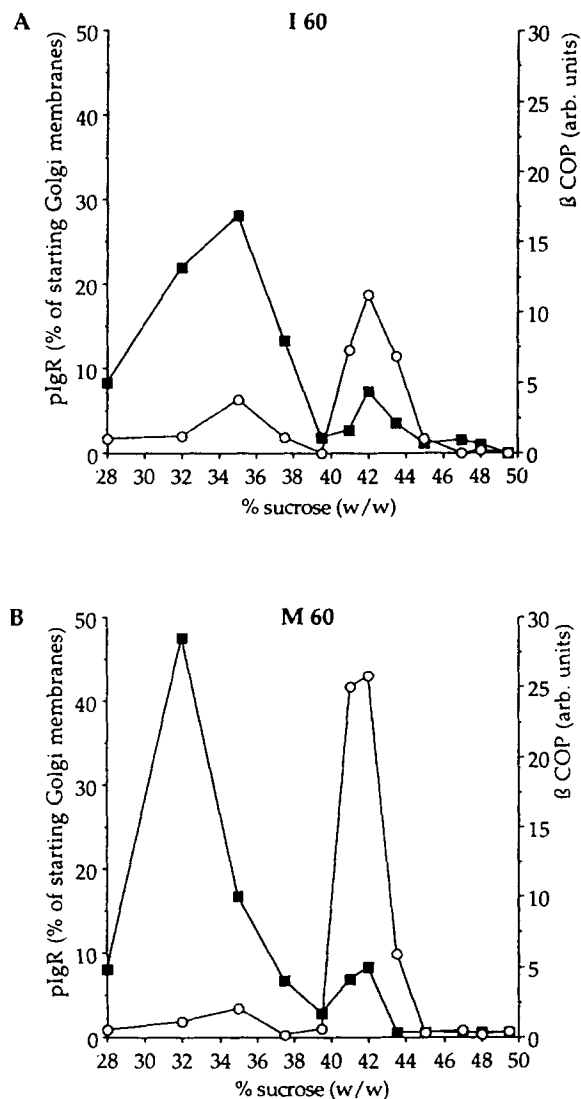 A
I 60
pIgR (% of starting Golgi membranes)
50
40
30
20
10
0
β COP (arb. units)
30
25
20
15
10
5
0
28 30 32 34 36 38 40 42 44 46 48 50
% sucrose (w/w)
B
M 60
pIgR (% of starting Golgi membranes)
50
40
30
20
10
0
β COP (arb. units)
30
25
20
15
10
5
0
28 30 32 34 36 38 40 42 44 46 48 50
% sucrose (w/w)